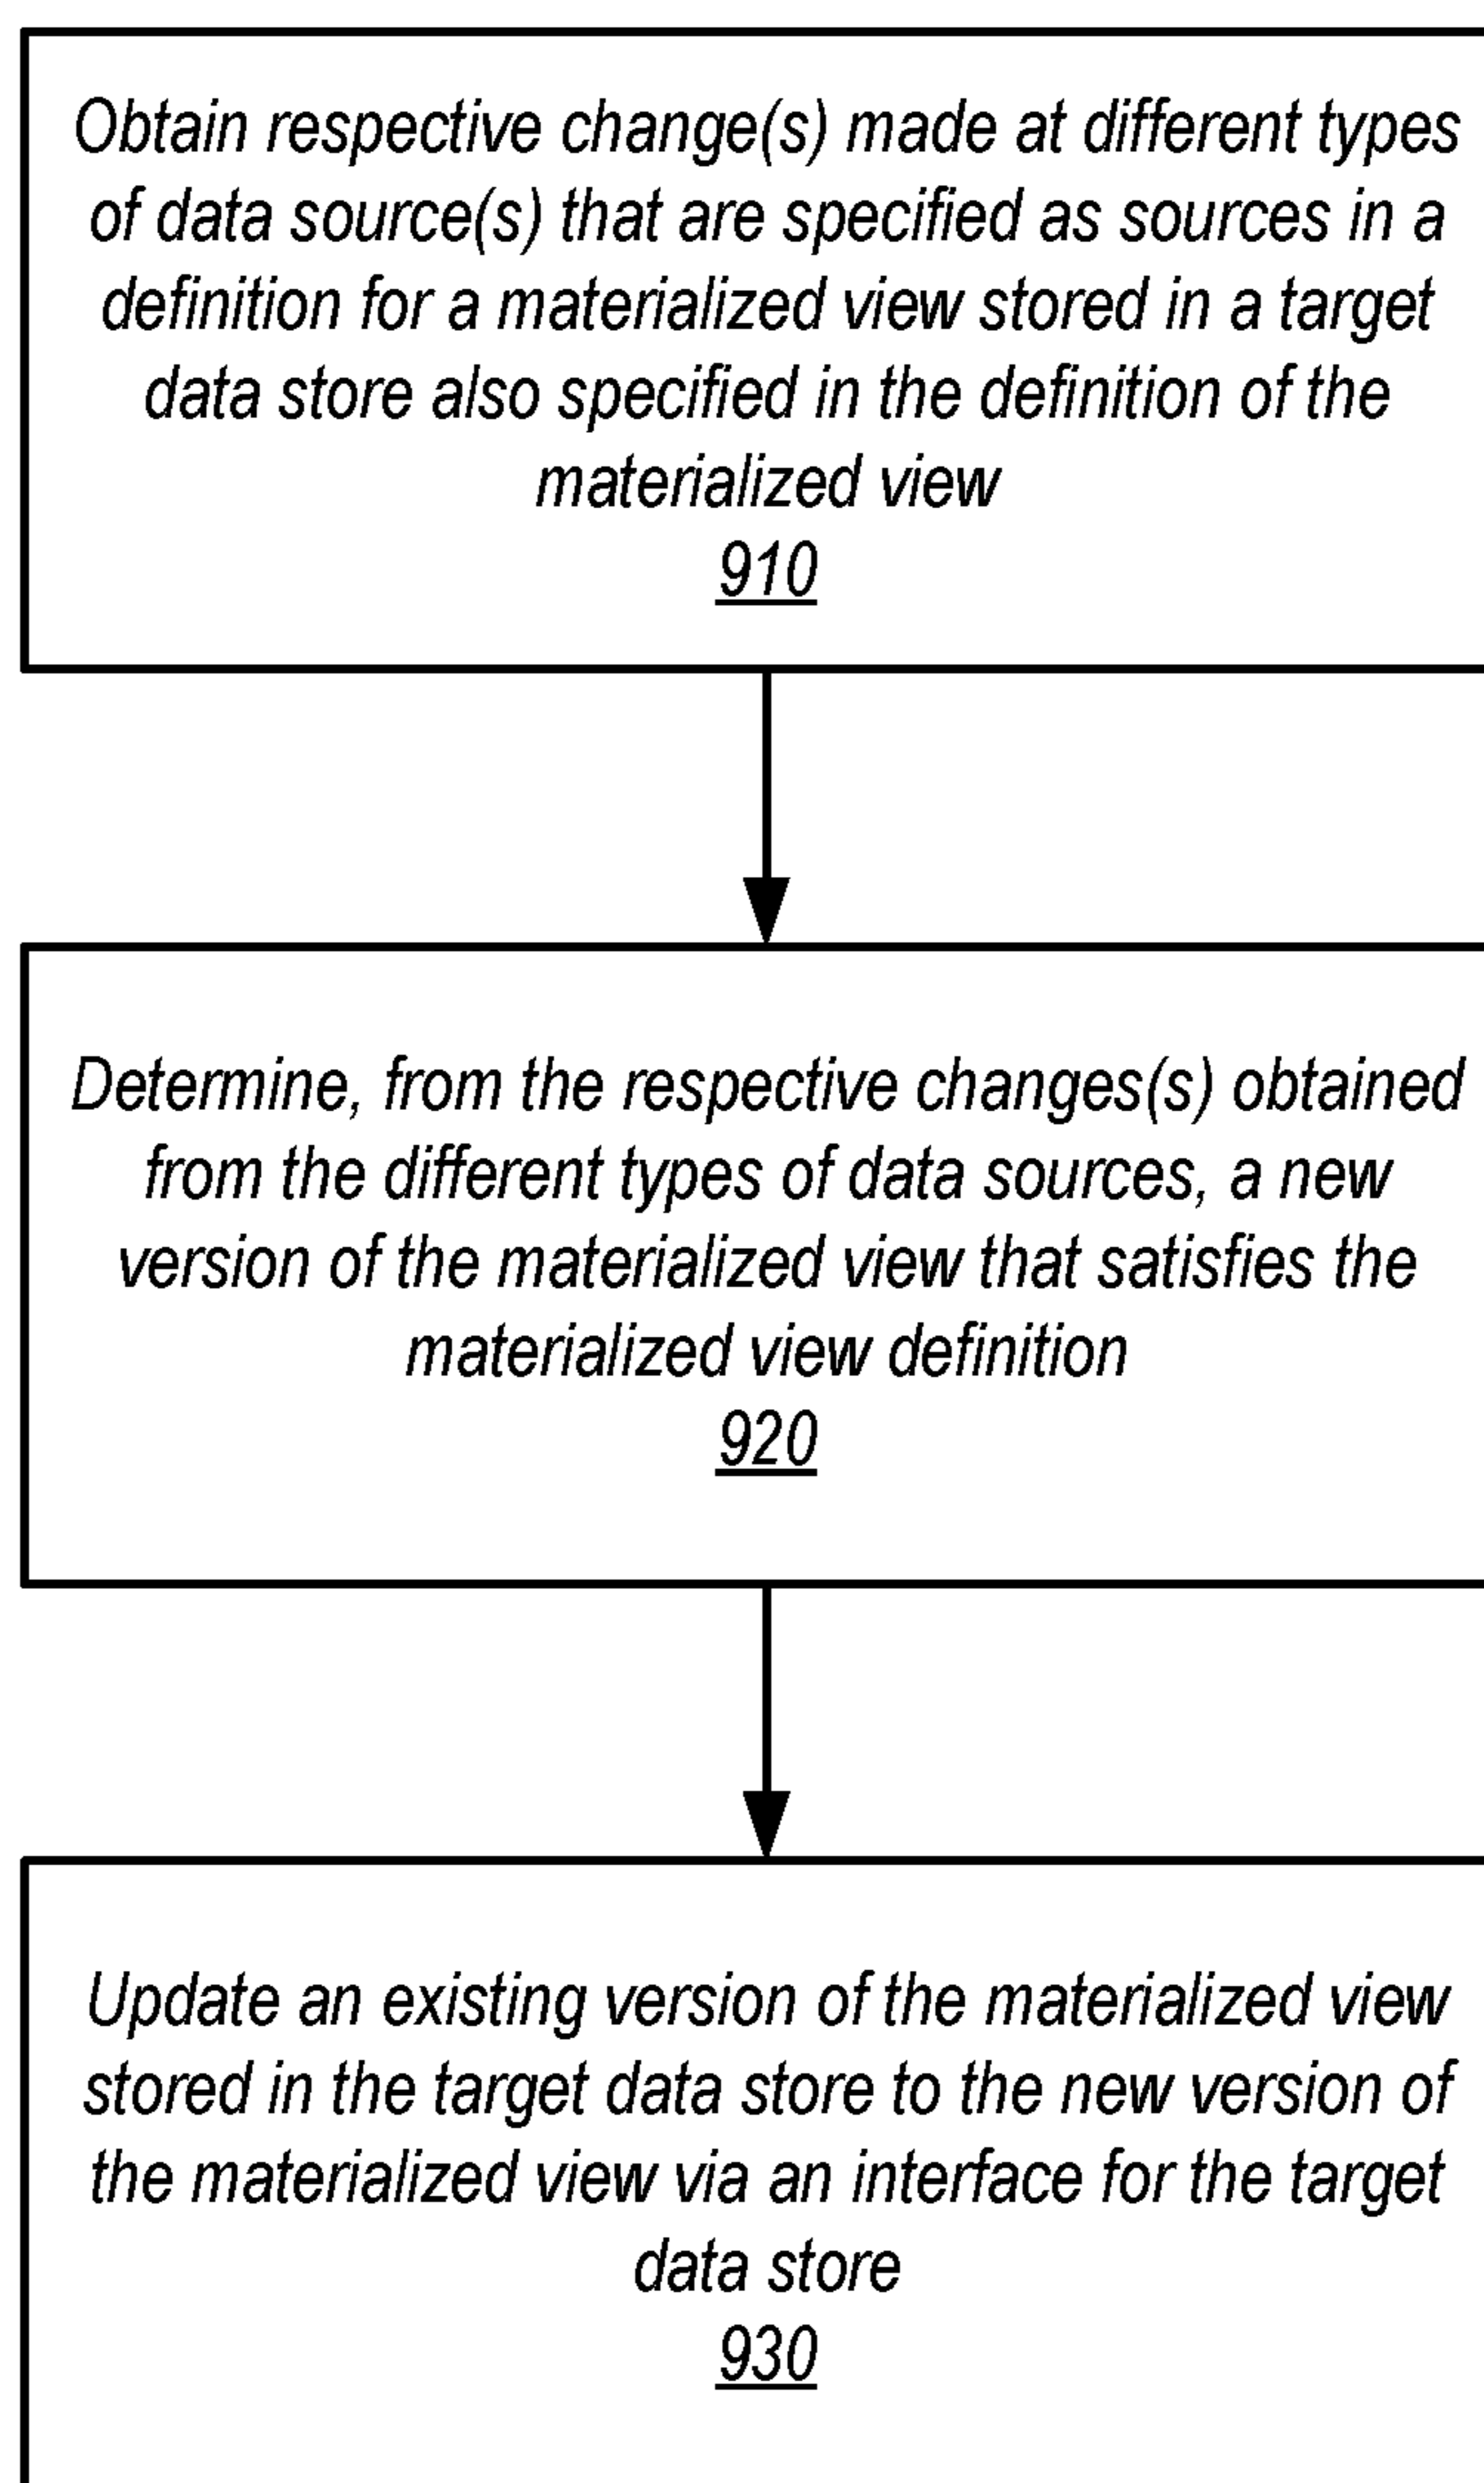 Obtain respective change(s) made at different types
of data source(s) that are specified as sources in a
definition for a materialized view stored in a target
data store also specified in the definition of the
materialized view
910
Determine, from the respective changes(s) obtained
from the different types of data sources, a new
version of the materialized view that satisfies the
materialized view definition
920
Update an existing version of the materialized view
stored in the target data store to the new version of
the materialized view via an interface for the target
data store
930